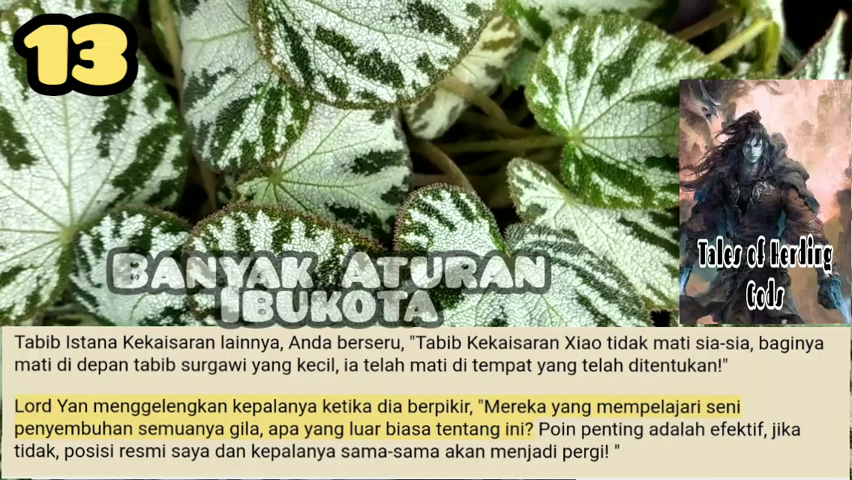 13
Tales of Herding
Gods
BANYAK ATURAN
IBUKOTA
Tabib Istana Kekaisaran lainnya, Anda berseru, "Tabib Kekaisaran Xiao tidak mati sia-sia, baginya
mati di depan tabib surgawi yang kecil, ia telah mati di tempat yang telah ditentukan!"
Lord Yan menggelengkan kepalanya ketika dia berpikir, "Mereka yang mempelajari seni
penyembuhan semuanya gila, apa yang luar biasa tentang ini? Poin penting adalah efektif, jika
tidak, posisi resmi saya dan kepalanya sama-sama akan menjadi pergi! "